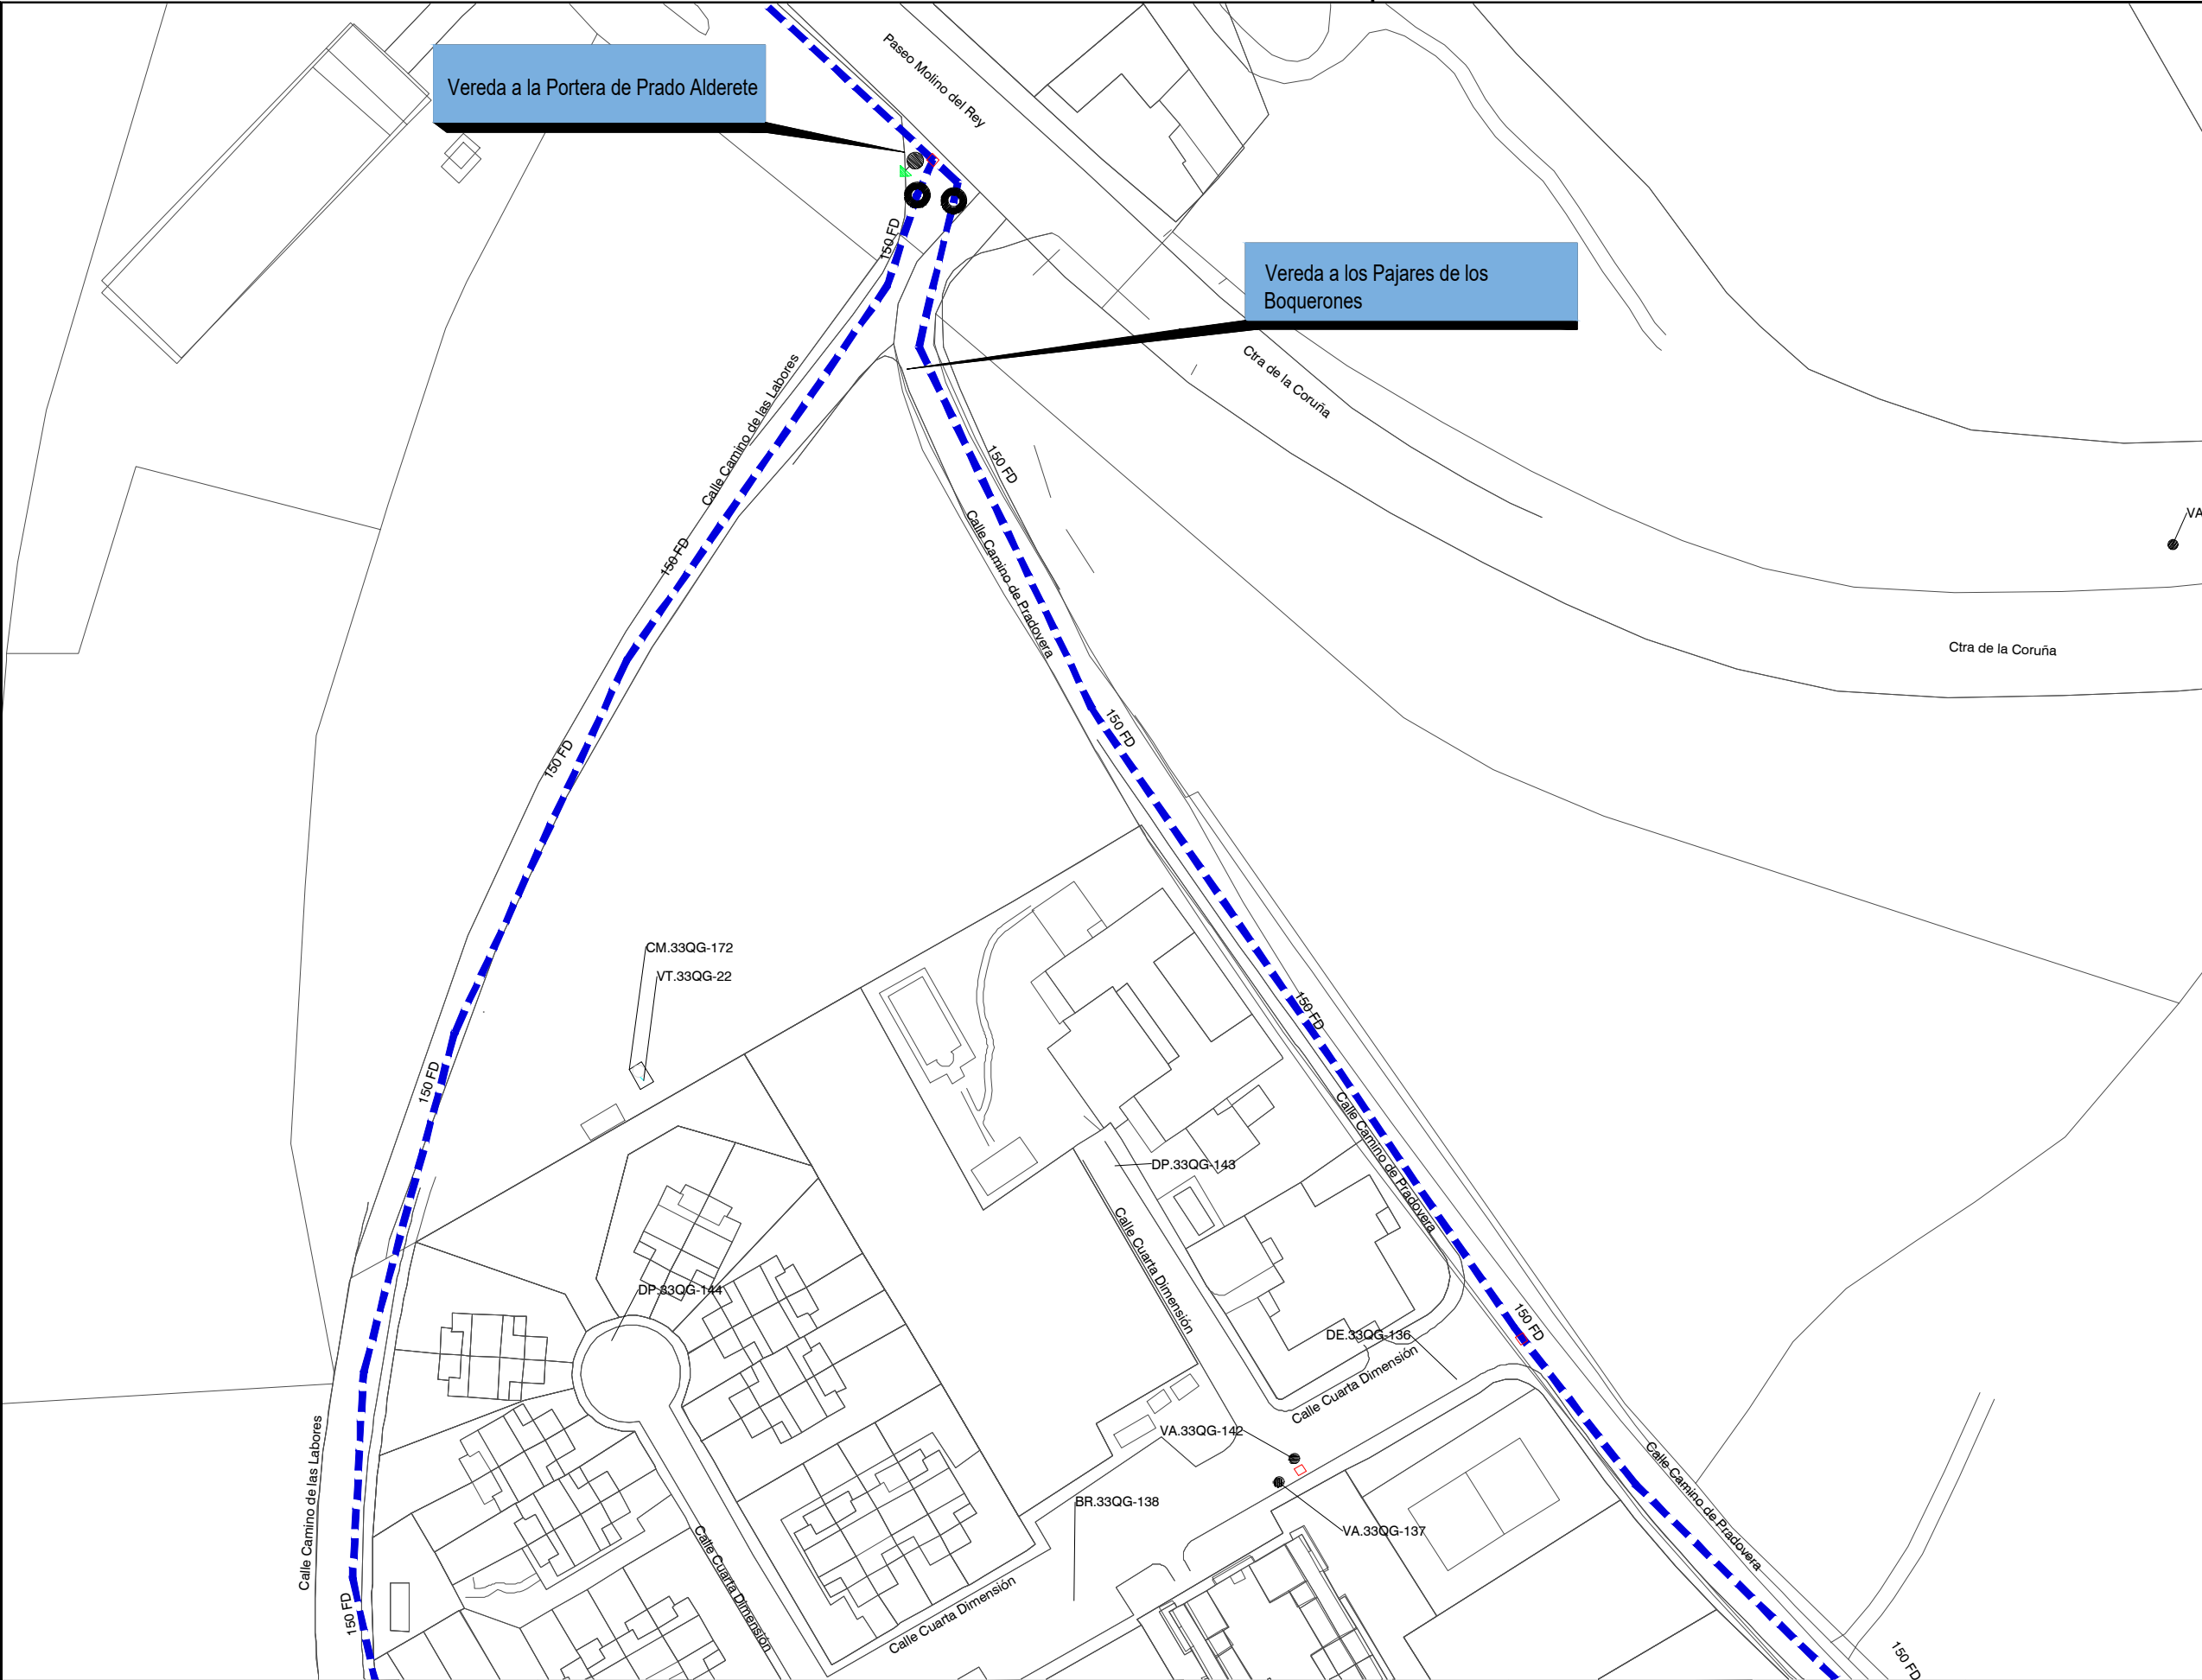 Paseo Molino del Rey
Vereda a la Portera de Prado Alderete
150 FD
Vereda a los Pajares de los
Boquerones
Ctra de la Coruña
Calle Camino de las Labores
150 FD
VA
Calle Camino de Pradovera
150 FD
Ctra de la Coruña
150 FD
150 FD
CM.33QG-172
VT.33QG-22
150 FD
150 FD
Calle Camino de Pradovera
DP.33QG-143
Calle Cuarta Dimensión
DP.33QG-144
150 FD
DE.33QG-136
Calle Cuarta Dimensión
VA.33QG-142
Calle Camino de las Labores
BR.33QG-138
VA.33QG-137
Calle Camino de Pradovera
Calle Cuarta Dimensión
Calle Cuarta Dimensión
150 FD
150 FD